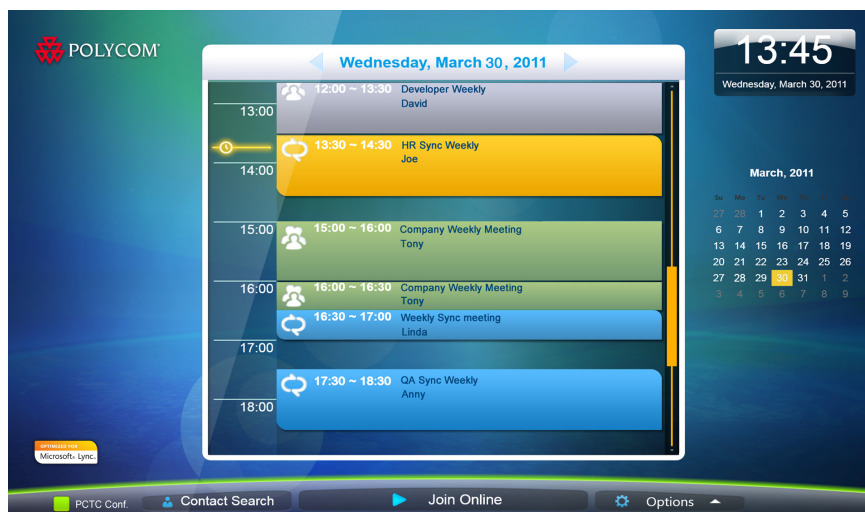 POLYCOM
Wednesday, March 30, 2011
13:45
Wednesday, March 30, 2011
12:00 ~ 13:30 Developer Weekly
David
13:00
13:30 ~ 14:30 HR Sync Weekly
Joe
14:00
15:00
15:00 ~ 16:00 Company Weekly Meeting
Tony
16:00
16:00 ~ 16:30 Company Weekly Meeting
Tony
16:30 ~ 17:00 Weekly Sync meeting
Linda
17:00
17:30 ~ 18:30 QA Sync Weekly
Anny
18:00
March, 2011
Su Mo Tu We
27 28 1 2 3 4 5
6 7 8 9 10 11 12
13 14 15 16 17 18 19
20 21 22 23 24 25 26
27 28 29 30 31 1 2
3 4 5 6 7 8 9
OPTIMIZED FOR
Microsoft Lync
PCTC Conf.
Contact Search
Join Online
Options